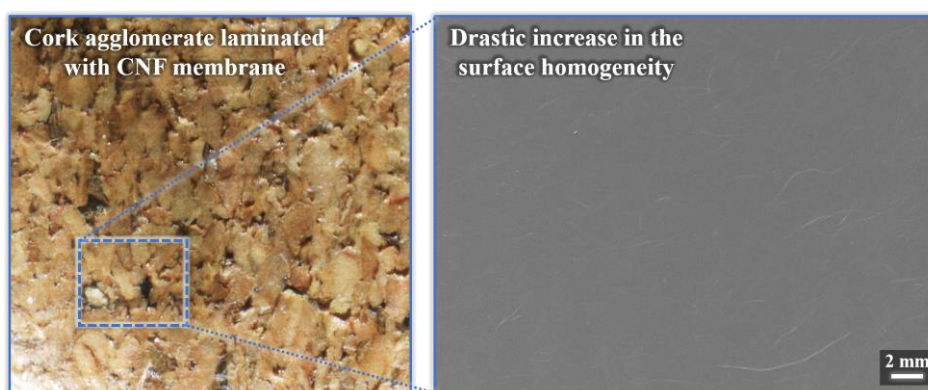 Cork agglomerate laminated
with CNF membrane
Drastic increase in the
surface homogeneity
2 mm